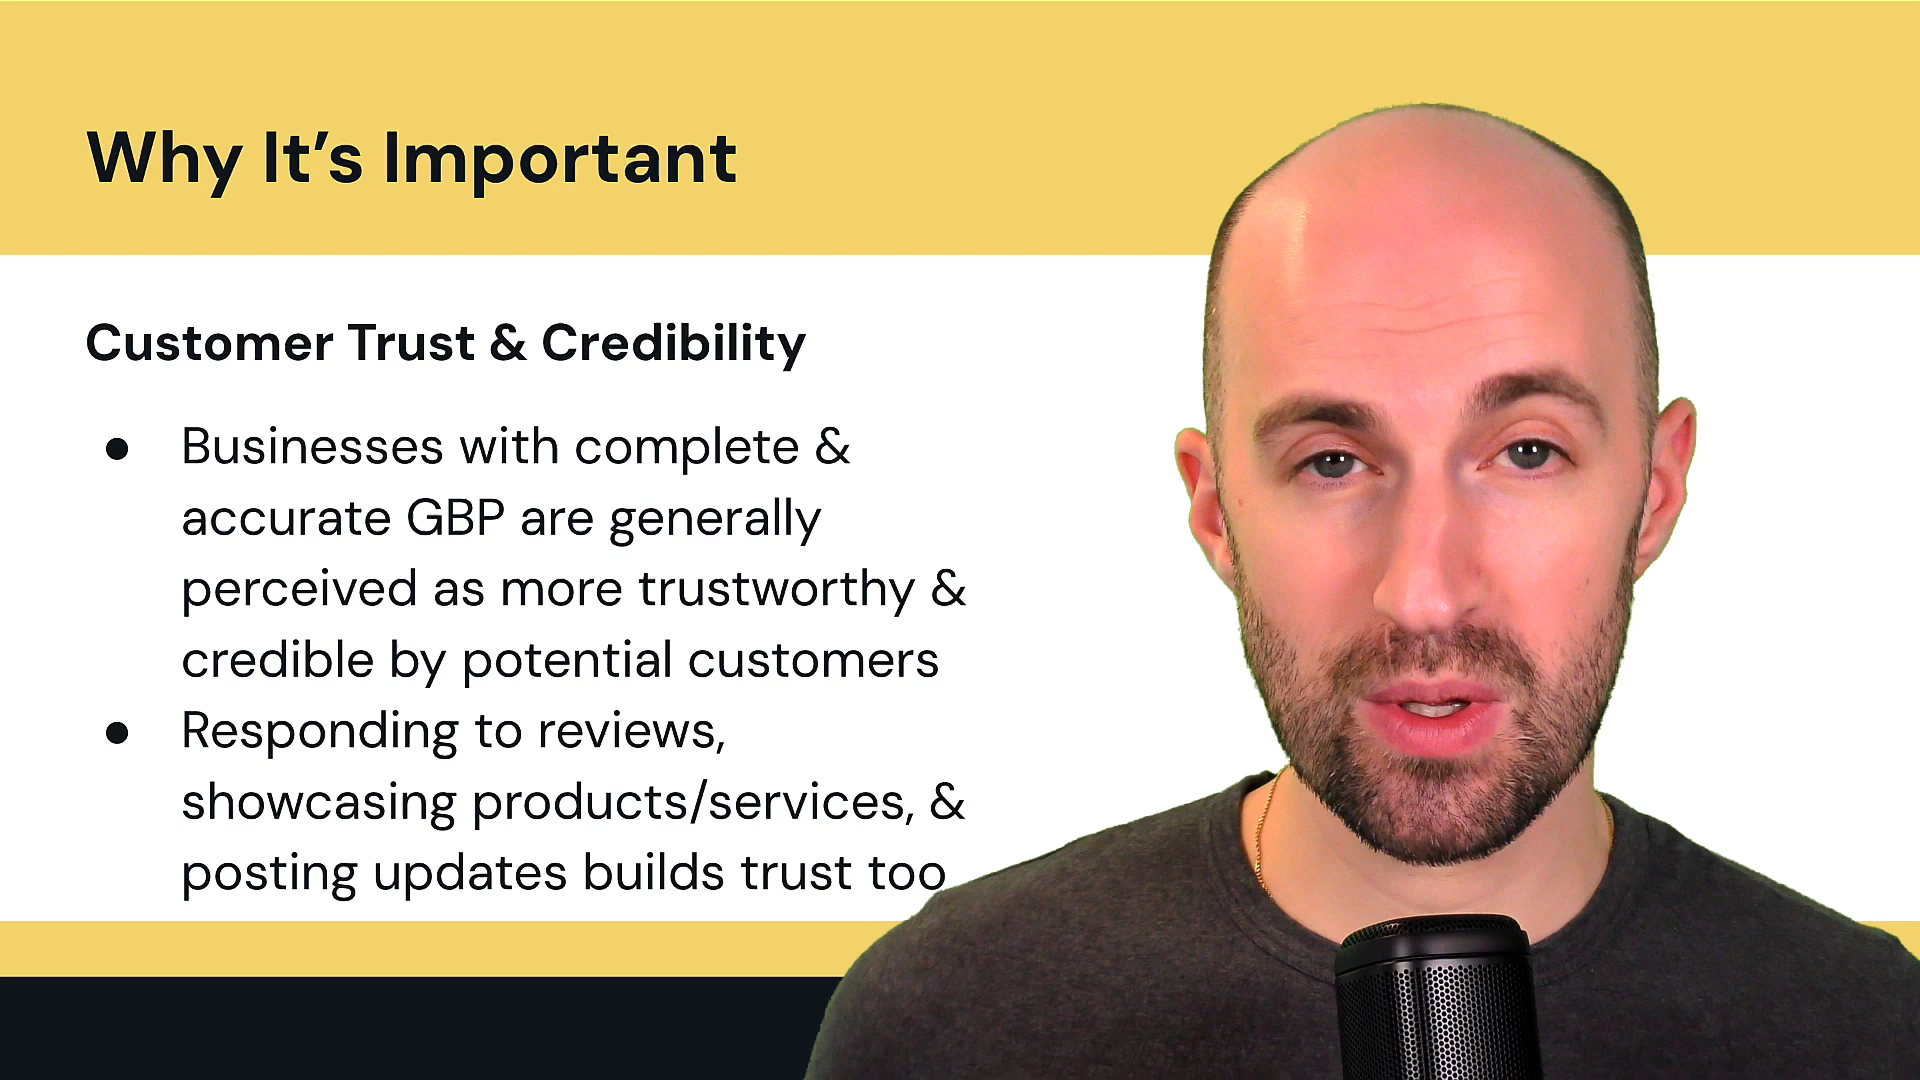 Why It’s Important
Customer Trust & Credibility
● Businesses with complete &
accurate GBP are generally
perceived as more trustworthy &
credible by potential customers
● Responding to reviews,
showcasing products/services, &
posting updates builds trust too